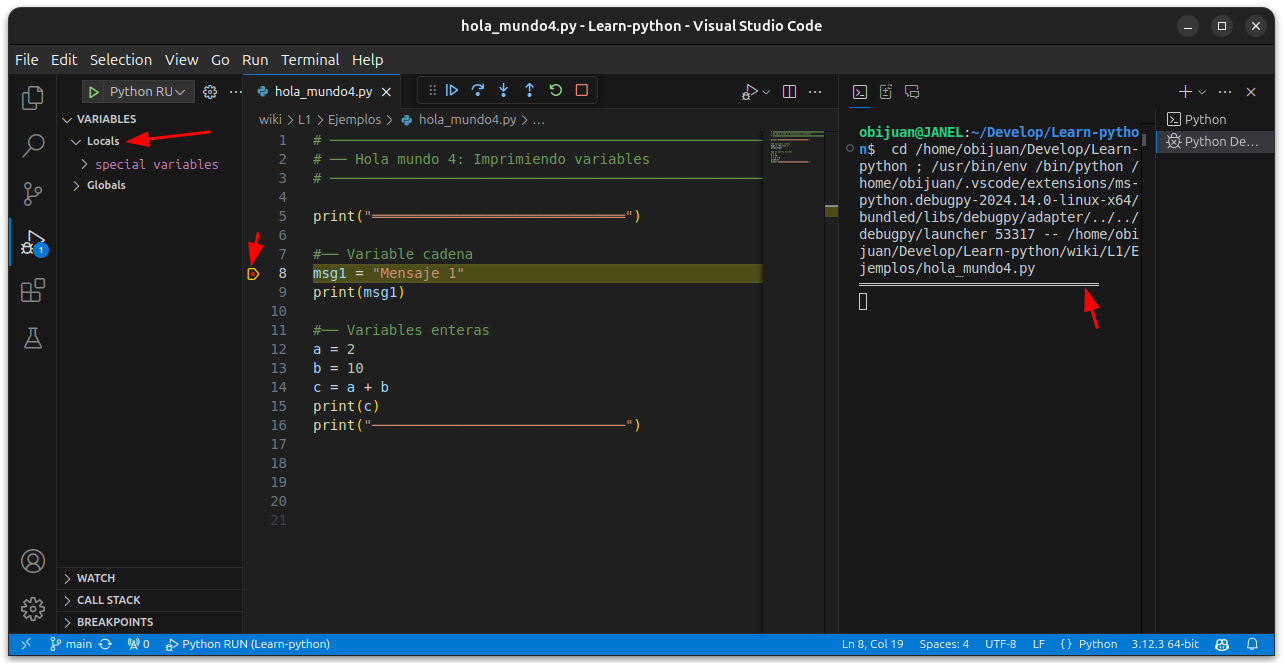 hola_mundo4.py - Learn-python - Visual Studio Code
File Edit Selection View Go Run Terminal Help
Python RU
hola_mundo4.py
wiki > L1 > Ejemplos > hola_mundo4.py > ...
VARIABLES
Locals
special variables
Globals
WATCH
CALL STACK
BREAKPOINTS
1
1 # ──────────────────────────────
2 # ── Hola mundo 4: Imprimiendo variables
3 # ──────────────────────────────
4
5 print("══════════════════════════════")
6
7 #── Variable cadena
8 msg1 = "Mensaje 1"
9 print(msg1)
10
11 #── Variables enteras
12 a = 2
13 b = 10
14 c = a + b
15 print(c)
16 print("──────────────────────────────")
17
18
19
20
21
obijuan@JANEL:~/Develop/Learn-pytho
n$ cd /home/obijuan/Develop/Learn-
python ; /usr/bin/env /bin/python /
home/obijuan/.vscode/extensions/ms-
python.debugpy-2024.14.0-linux-x64/
bundled/libs/debugpy/adapter/../../
debugpy/launcher 53317 -- /home/obi
juan/Develop/Learn-python/wiki/L1/E
jemplos/hola_mundo4.py
══════════════════════════════
Python
Python De...
main 0 Python RUN (Learn-python) Ln 8, Col 19 Spaces: 4 UTF-8 LF {} Python 3.12.3 64-bit